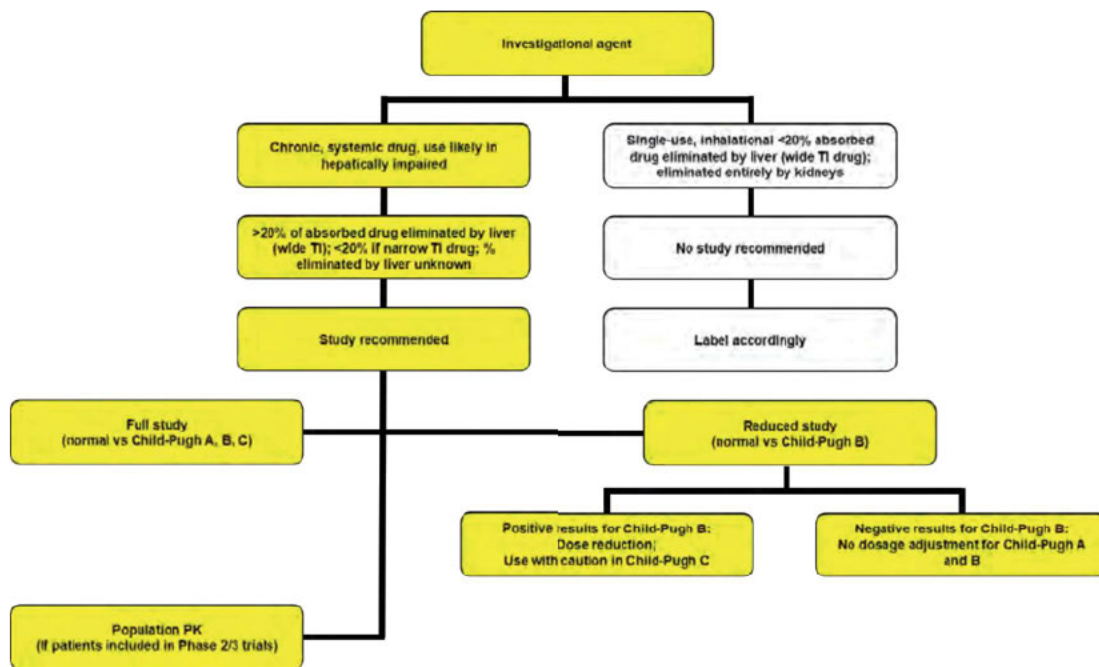 Investigational agent
Chronic, systemic drug, use likely in
hepatically impaired
Single-use, inhalational <20% absorbed
drug eliminated by liver (wide TI drug);
eliminated entirely by kidneys
>20% of absorbed drug eliminated by liver
(wide TI); <20% if narrow TI drug; %
eliminated by liver unknown
No study recommended
Study recommended
Label accordingly
Full study
(normal vs Child-Pugh A, B, C)
Reduced study
(normal vs Child-Pugh B)
Positive results for Child-Pugh B:
Dose reduction;
Use with caution in Child-Pugh C
Negative results for Child-Pugh B:
No dosage adjustment for Child-Pugh A
and B
Population PK
(If patients included in Phase 2/3 trials)